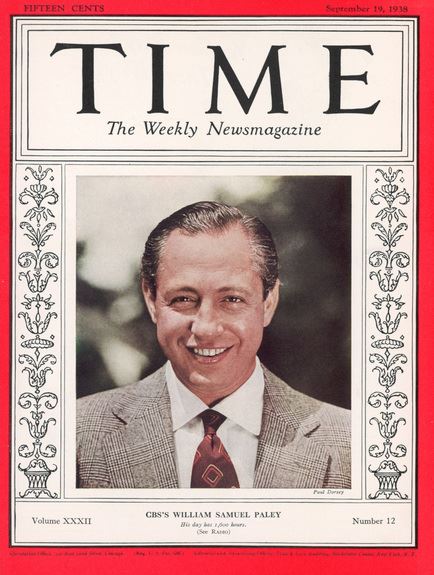 FIFTEEN CENTS September 19, 1938
TIME
The Weekly Newsmagazine
Paul Dorsey
CBS'S WILLIAM SAMUEL PALEY
Volume XXXII His day has 1,600 hours. Number 12
(See RADIO)